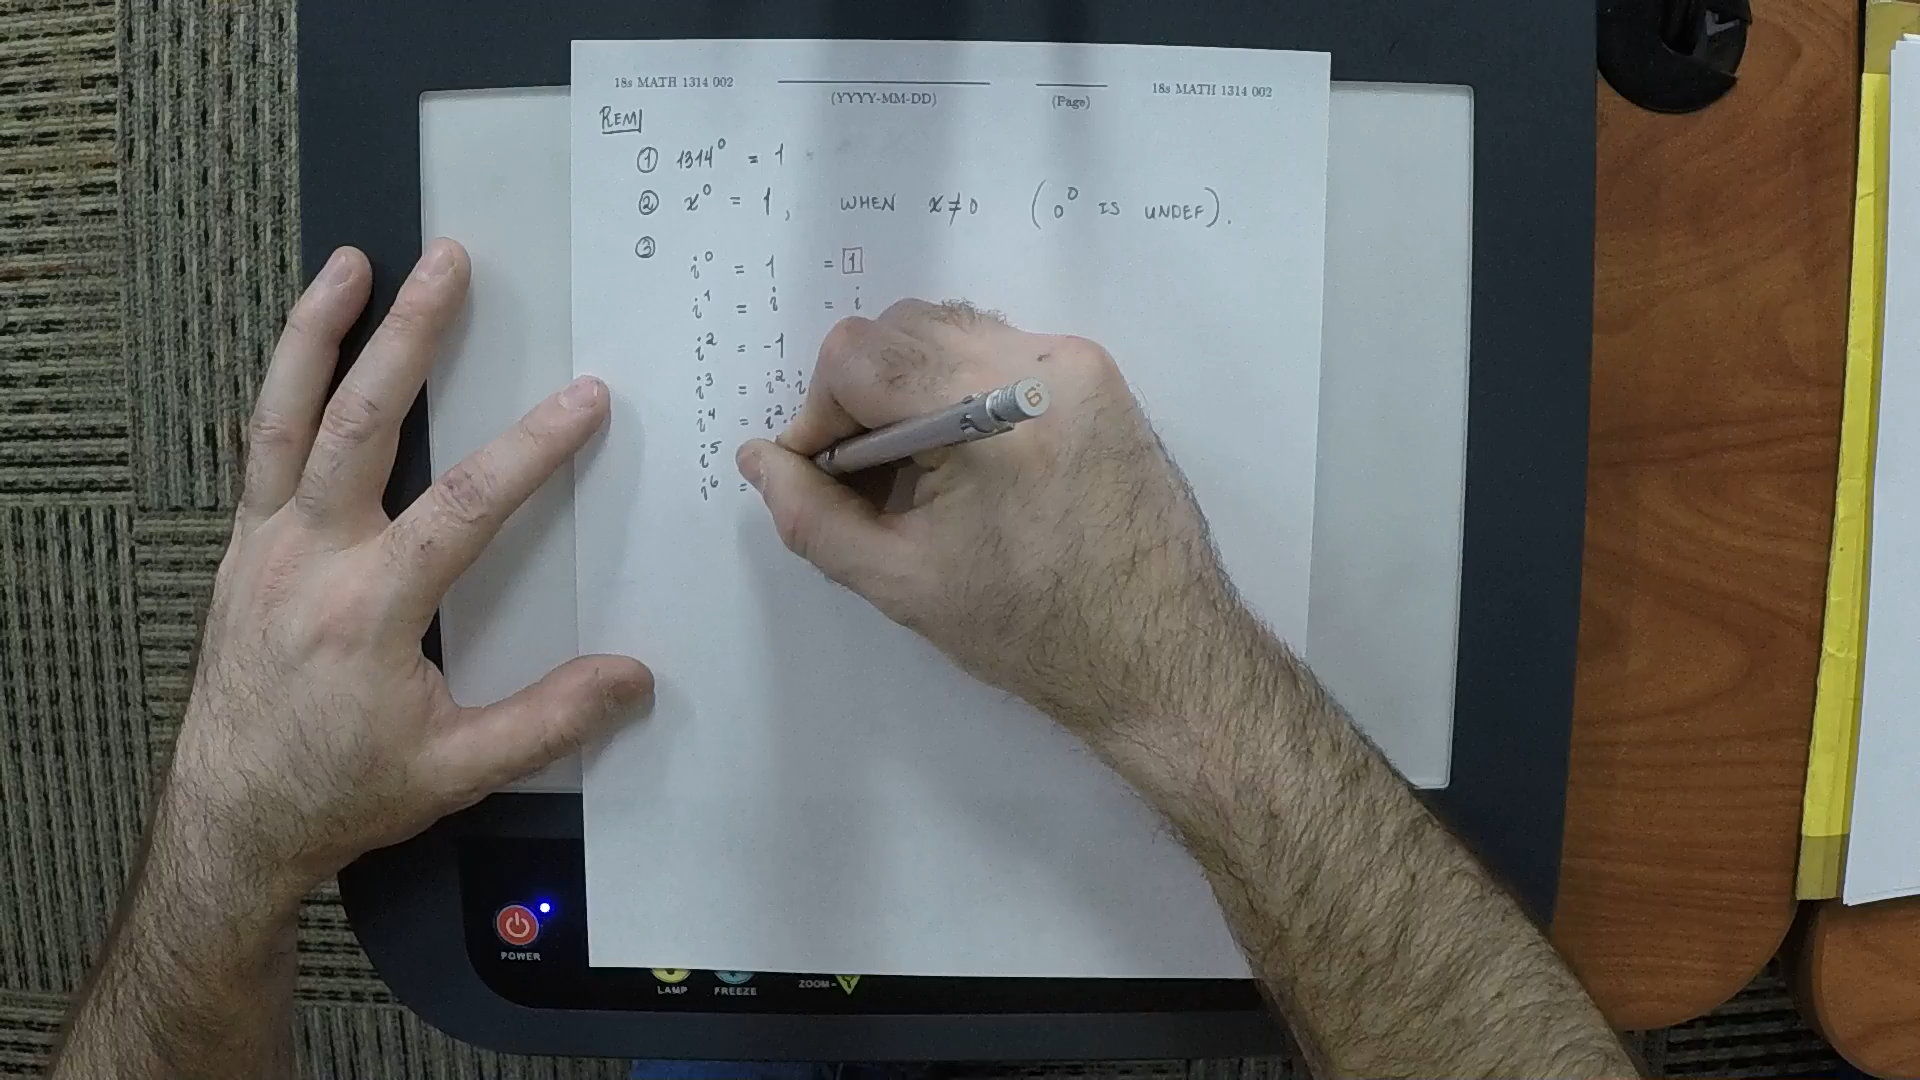 18s MATH 1314 002 (YYYY-MM-DD) (Page) 18s MATH 1314 002
REM
① 1314⁰ = 1
② x⁰ = 1, WHEN x≠0 (0⁰ IS UNDEF).
③
i⁰ = 1 = 1
i¹ = i = i
i² = -1
i³ = i²·i
i⁴ = i²·
i⁵
i⁶ =
POWER
LAMP FREEZE ZOOM-